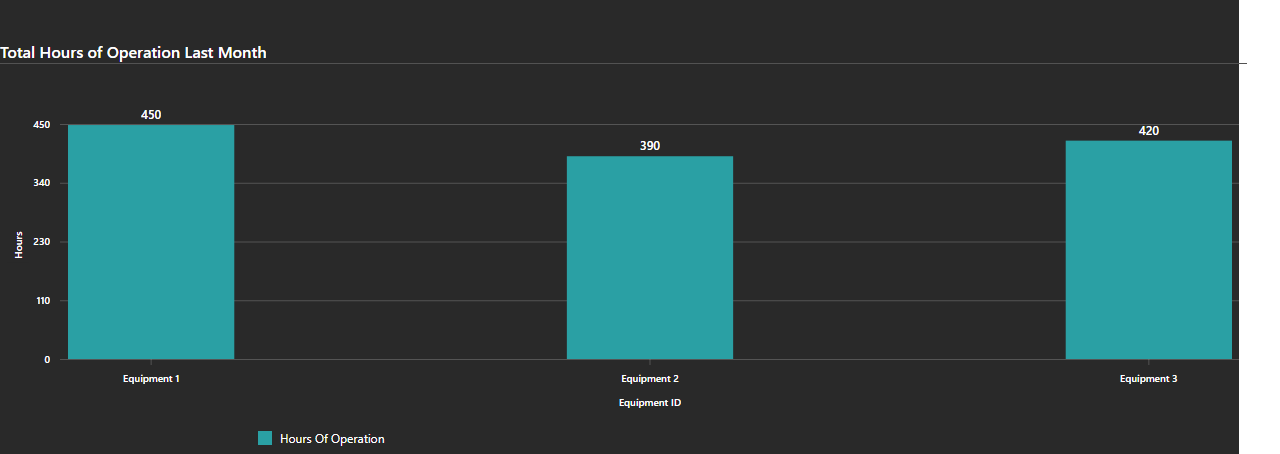 Total Hours of Operation Last Month
450
390
420
450
340
230
110
0
Hours
Equipment 1
Equipment 2
Equipment 3
Equipment ID
Hours Of Operation